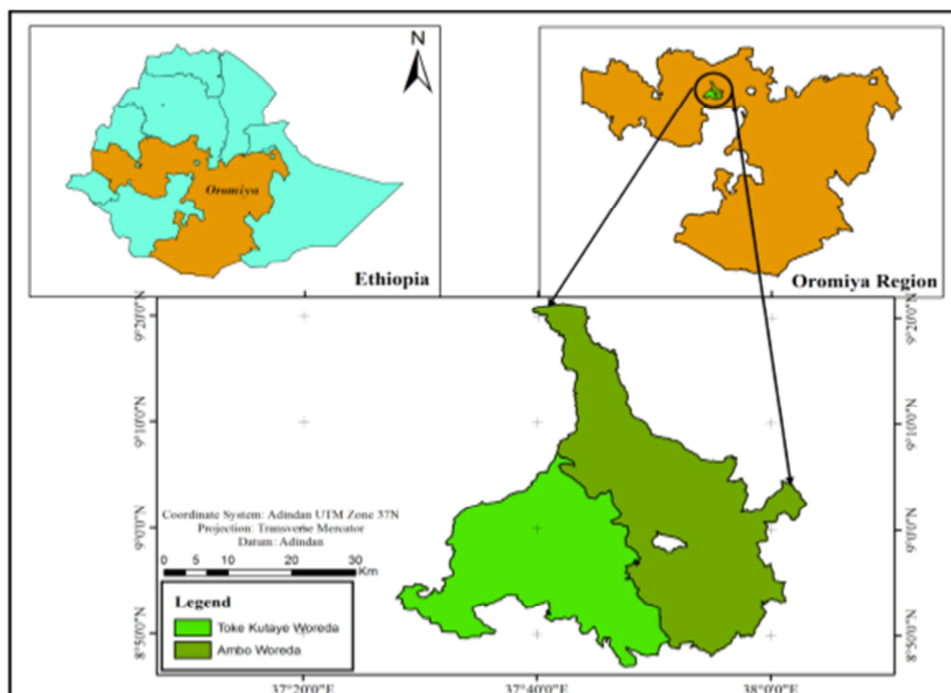 N
Oromiya
Ethiopia
Oromiya Region
9°20'0"N
9°20'0"N
9°10'0"N
9°10'0"N
Coordinate System: Adindan UTM Zone 37N
Projection: Transverse Mercator
Datum: Adindan
9°0'0"N
9°0'0"N
0 5 10 20 30
Km
Legend
Toke Kutaye Woreda
Ambo Woreda
8°50'0"N
8°50'0"N
37°20'0"E
37°40'0"E
38°0'0"E